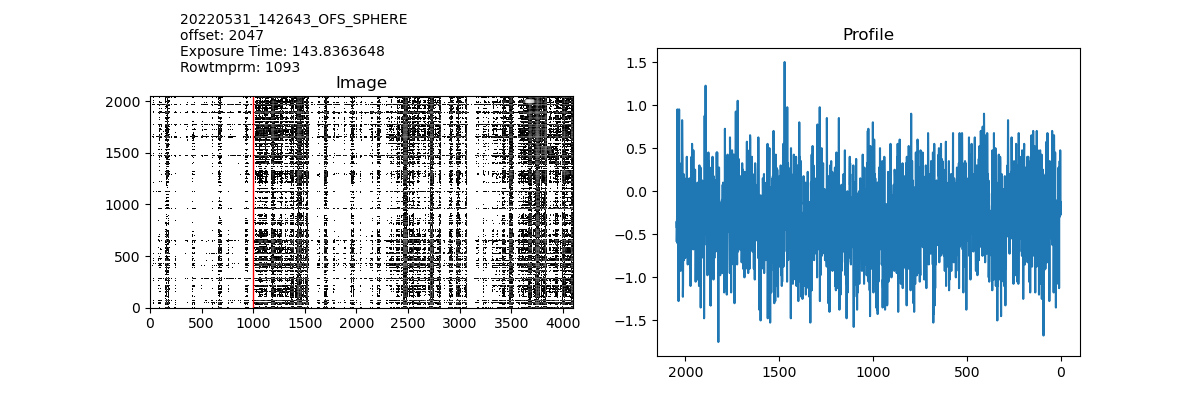 20220531_142643_OFS_SPHERE
offset: 2047
Exposure Time: 143.8363648
Rowtmprm: 1093
Image
2000
1500
1000
500
0
0 500 1000 1500 2000 2500 3000 3500 4000
Profile
1.5
1.0
0.5
0.0
−0.5
−1.0
−1.5
2000 1500 1000 500 0